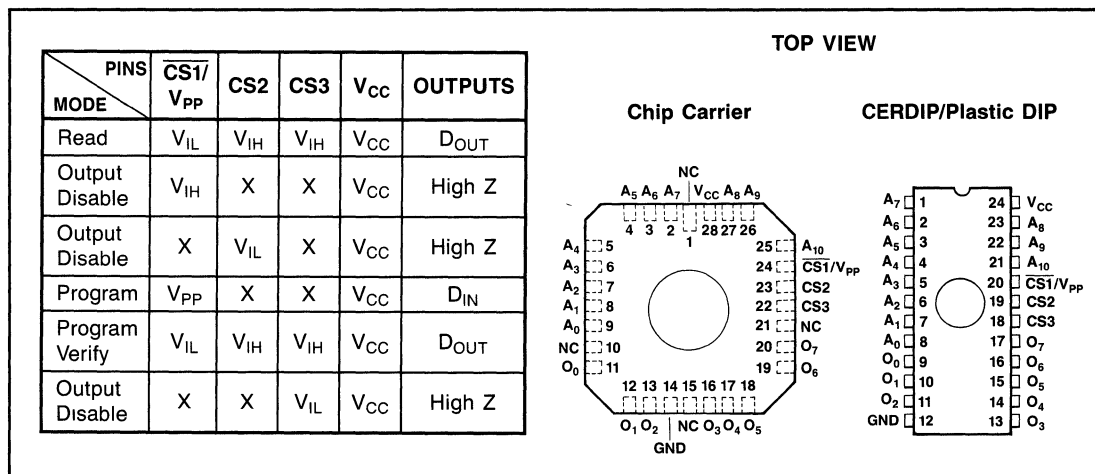 PINS
MODE
CS1/
VPP
CS2
CS3
VCC
OUTPUTS
Read VIL VIH VIH VCC DOUT
Output
Disable VIH X X VCC High Z
Output
Disable X VIL X VCC High Z
Program VPP X X VCC DIN
Program
Verify VIL VIH VIH VCC DOUT
Output
Disable X X VIL VCC High Z
TOP VIEW
Chip Carrier
NC
A5 A6 A7 VCC A8 A9
4 3 2 1 28 27 26
A4 5 25 A10
A3 6 24 CS1/VPP
A2 7 23 CS2
A1 8 22 CS3
A0 9 21 NC
NC 10 20 O7
O0 11 19 O6
12 13 14 15 16 17 18
O1 O2 NC O3 O4 O5
GND
CERDIP/Plastic DIP
A7 1 24 VCC
A6 2 23 A8
A5 3 22 A9
A4 4 21 A10
A3 5 20 CS1/VPP
A2 6 19 CS2
A1 7 18 CS3
A0 8 17 O7
O0 9 16 O6
O1 10 15 O5
O2 11 14 O4
GND 12 13 O3